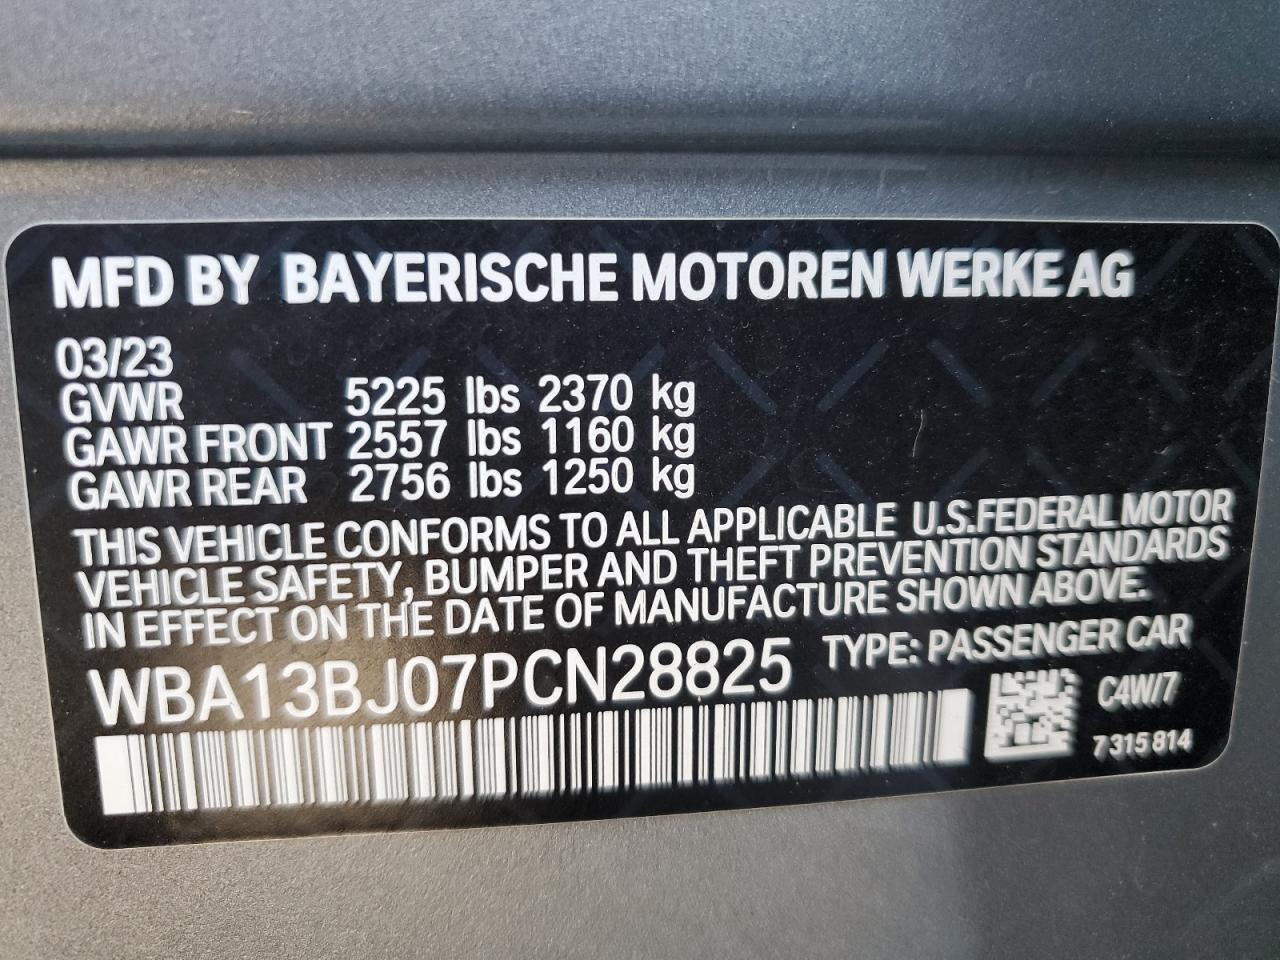 MFD BY BAYERISCHE MOTOREN WERKE AG
03/23
GVWR 5225 lbs 2370 kg
GAWR FRONT 2557 lbs 1160 kg
GAWR REAR 2756 lbs 1250 kg
THIS VEHICLE CONFORMS TO ALL APPLICABLE U.S.FEDERAL MOTOR
VEHICLE SAFETY, BUMPER AND THEFT PREVENTION STANDARDS
IN EFFECT ON THE DATE OF MANUFACTURE SHOWN ABOVE.
WBA13BJ07PCN28825 TYPE: PASSENGER CAR
C4W/7
7 315 814